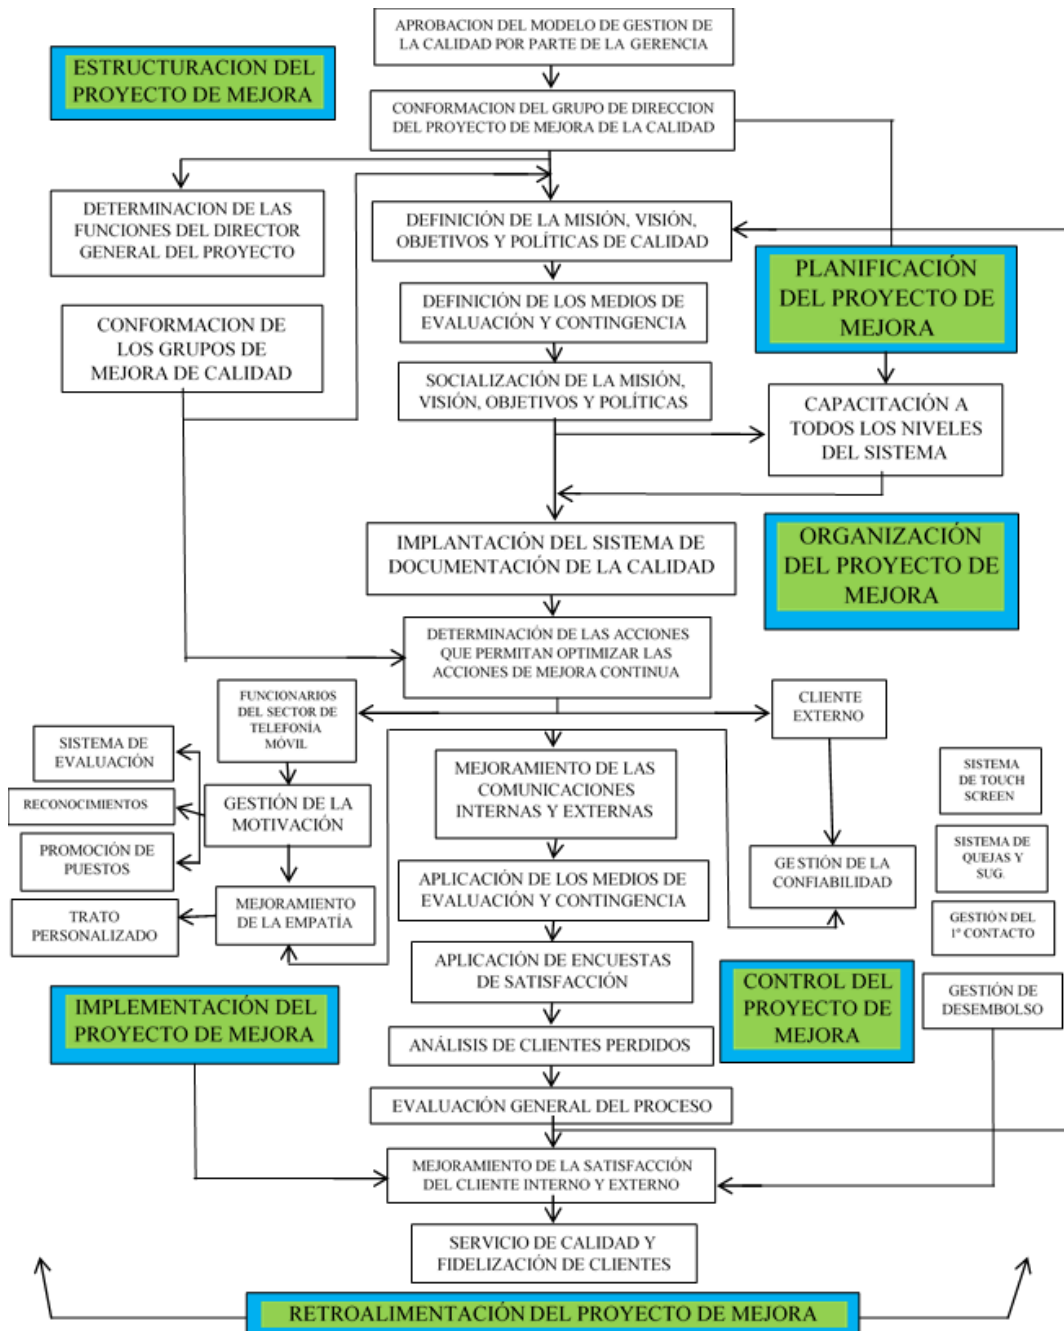 APROBACION DEL MODELO DE GESTION DE
LA CALIDAD POR PARTE DE LA GERENCIA
ESTRUCTURACION DEL
PROYECTO DE MEJORA
CONFORMACION DEL GRUPO DE DIRECCION
DEL PROYECTO DE MEJORA DE LA CALIDAD
DETERMINACION DE LAS
FUNCIONES DEL DIRECTOR
GENERAL DEL PROYECTO
DEFINICIÓN DE LA MISIÓN, VISIÓN,
OBJETIVOS Y POLÍTICAS DE CALIDAD
PLANIFICACIÓN
DEL PROYECTO DE
MEJORA
DEFINICIÓN DE LOS MEDIOS DE
EVALUACIÓN Y CONTINGENCIA
CONFORMACION DE
LOS GRUPOS DE
MEJORA DE CALIDAD
SOCIALIZACIÓN DE LA MISIÓN,
VISIÓN, OBJETIVOS Y POLÍTICAS
CAPACITACIÓN A
TODOS LOS NIVELES
DEL SISTEMA
IMPLANTACIÓN DEL SISTEMA DE
DOCUMENTACIÓN DE LA CALIDAD
ORGANIZACIÓN
DEL PROYECTO DE
MEJORA
DETERMINACIÓN DE LAS ACCIONES
QUE PERMITAN OPTIMIZAR LAS
ACCIONES DE MEJORA CONTINUA
FUNCIONARIOS
DEL SECTOR DE
TELEFONÍA
MÓVIL
CLIENTE
EXTERNO
SISTEMA DE
EVALUACIÓN
MEJORAMIENTO DE LAS
COMUNICACIONES
INTERNAS Y EXTERNAS
SISTEMA
DE TOUCH
SCREEN
RECONOCIMIENTOS
GESTIÓN DE LA
MOTIVACIÓN
PROMOCIÓN DE
PUESTOS
GESTIÓN DE LA
CONFIABILIDAD
SISTEMA DE
QUEJAS Y
SUG.
APLICACIÓN DE LOS MEDIOS DE
EVALUACIÓN Y CONTINGENCIA
TRATO
PERSONALIZADO
MEJORAMIENTO
DE LA EMPATÍA
GESTIÓN DEL
1º CONTACTO
APLICACIÓN DE ENCUESTAS
DE SATISFACCIÓN
CONTROL DEL
PROYECTO DE
MEJORA
GESTIÓN DE
DESEMBOLSO
IMPLEMENTACIÓN DEL
PROYECTO DE MEJORA
ANÁLISIS DE CLIENTES PERDIDOS
EVALUACIÓN GENERAL DEL PROCESO
MEJORAMIENTO DE LA SATISFACCIÓN
DEL CLIENTE INTERNO Y EXTERNO
SERVICIO DE CALIDAD Y
FIDELIZACIÓN DE CLIENTES
RETROALIMENTACIÓN DEL PROYECTO DE MEJORA